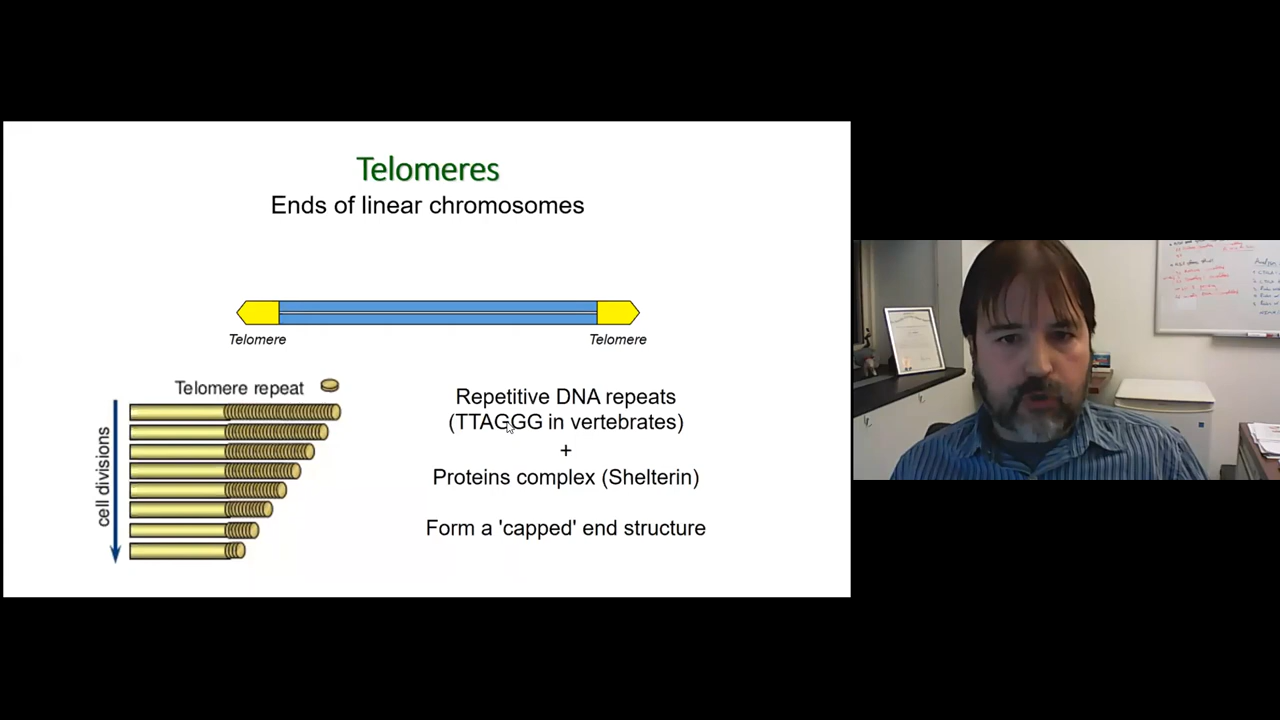 Telomeres
Ends of linear chromosomes
Telomere
Telomere
Telomere repeat
cell divisions
Repetitive DNA repeats
(TTAGGG in vertebrates)
+
Proteins complex (Shelterin)
Form a 'capped' end structure